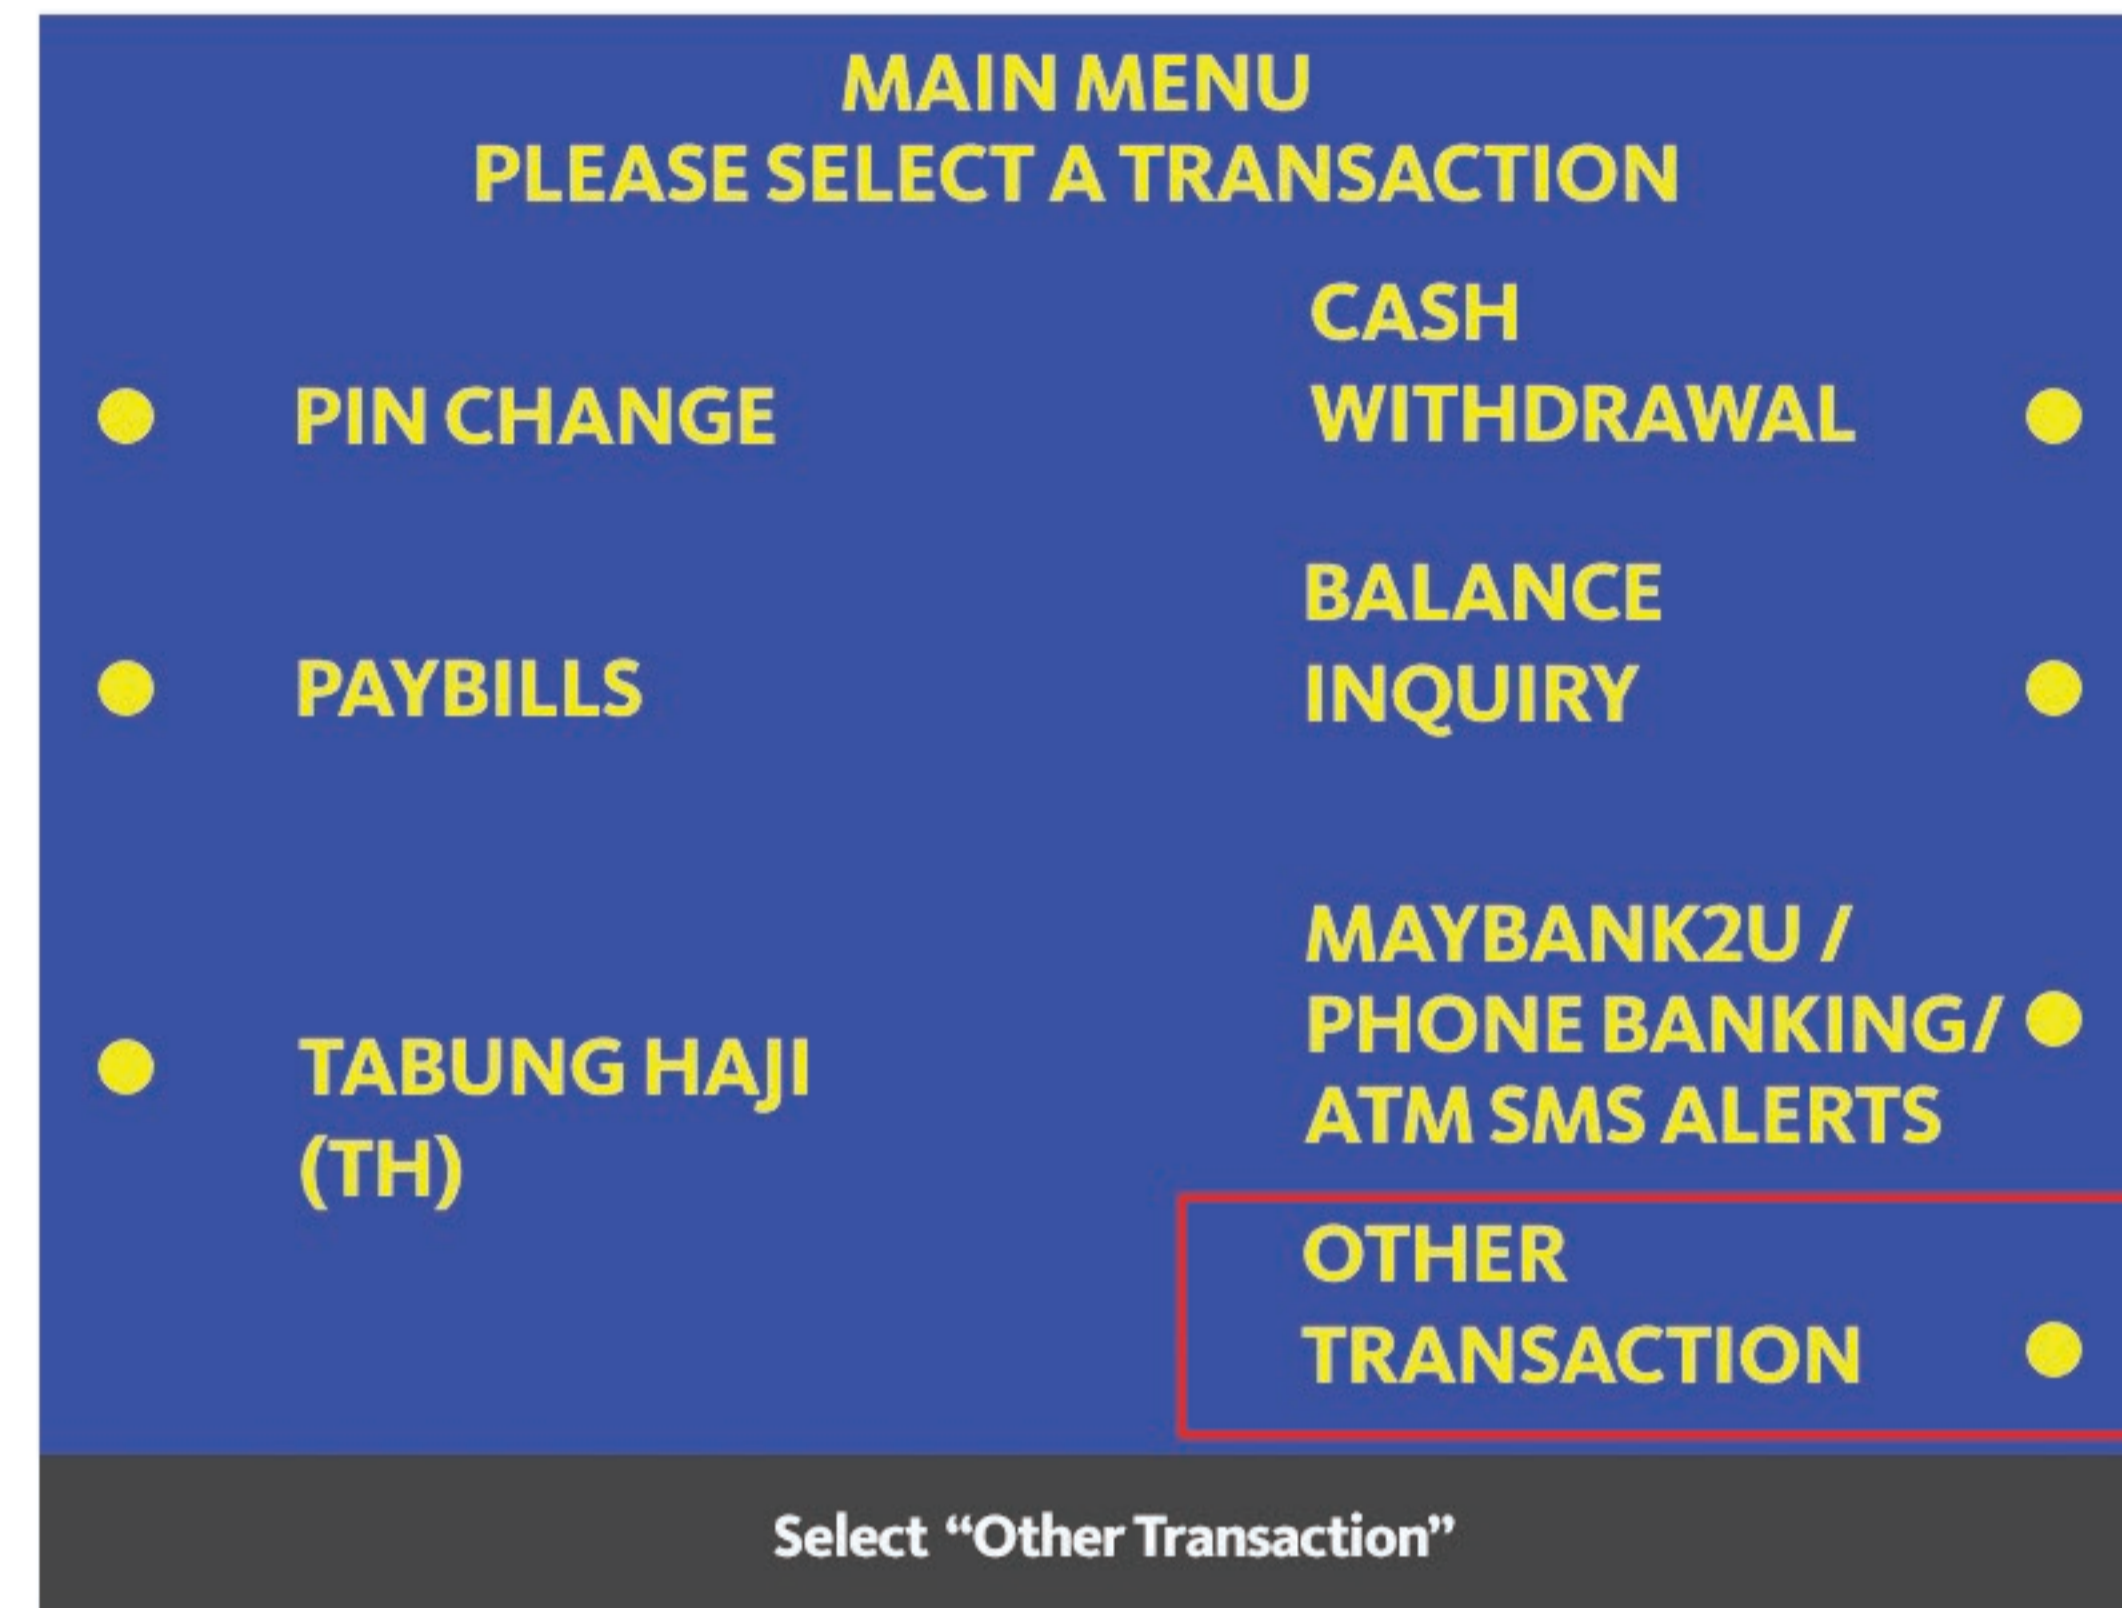 MAIN MENU
PLEASE SELECT A TRANSACTION
PIN CHANGE
CASH
WITHDRAWAL
PAYBILLS
BALANCE
INQUIRY
TABUNG HAJI
(TH)
MAYBANK2U /
PHONE BANKING/
ATM SMS ALERTS
OTHER
TRANSACTION
Select “Other Transaction”